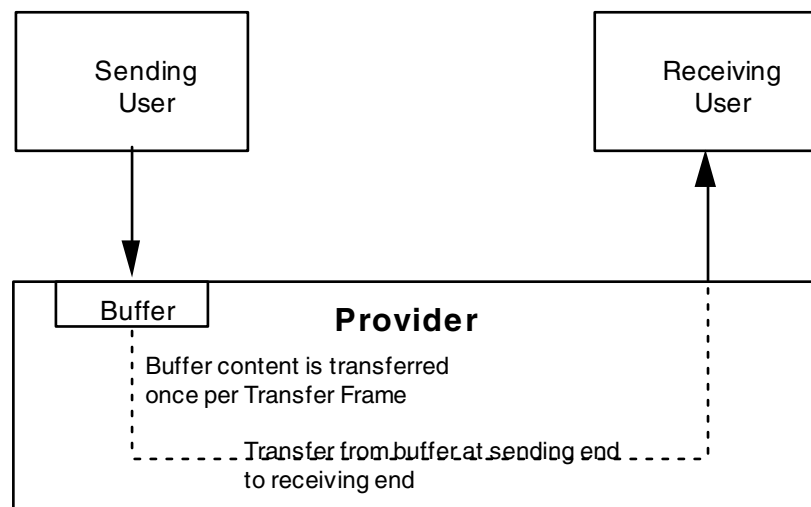 Sending
User
Receiving
User
Buffer
Provider
Buffer content is transferred
once per Transfer Frame
Transfer from buffer at sending end
to receiving end